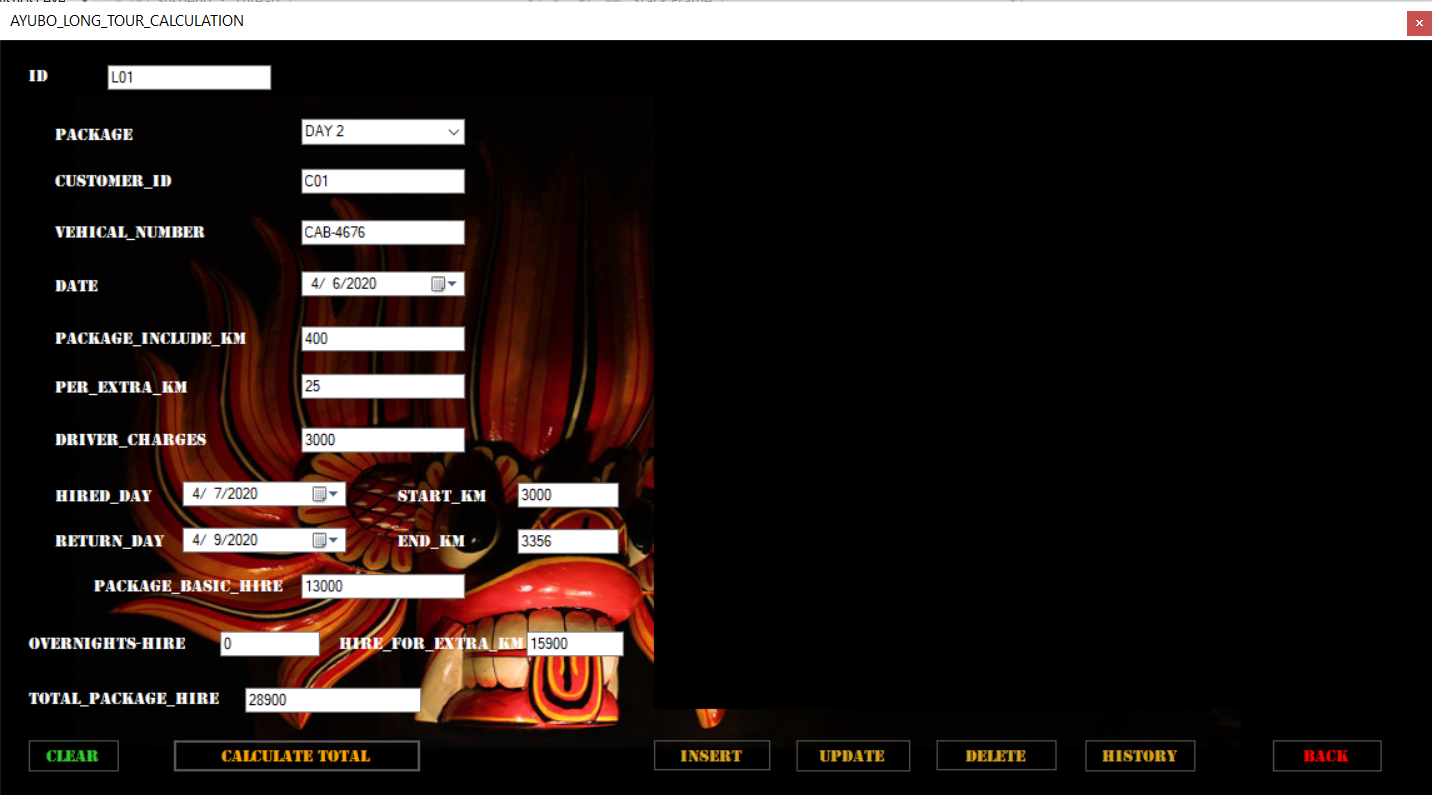 AYUBO_LONG_TOUR_CALCULATION
ID L01
PACKAGE DAY 2
CUSTOMER_ID C01
VEHICAL_NUMBER CAB-4676
DATE 4/ 6/2020
PACKAGE_INCLUDE_KM 400
PER_EXTRA_KM 25
DRIVER_CHARGES 3000
HIRED_DAY 4/ 7/2020 START_KM 3000
RETURN_DAY 4/ 9/2020 END_KM 3356
PACKAGE_BASIC_HIRE 13000
OVERNIGHTS-HIRE 0 HIRE_FOR_EXTRA_KM 15900
TOTAL_PACKAGE_HIRE 28900
CLEAR CALCULATE TOTAL INSERT UPDATE DELETE HISTORY BACK